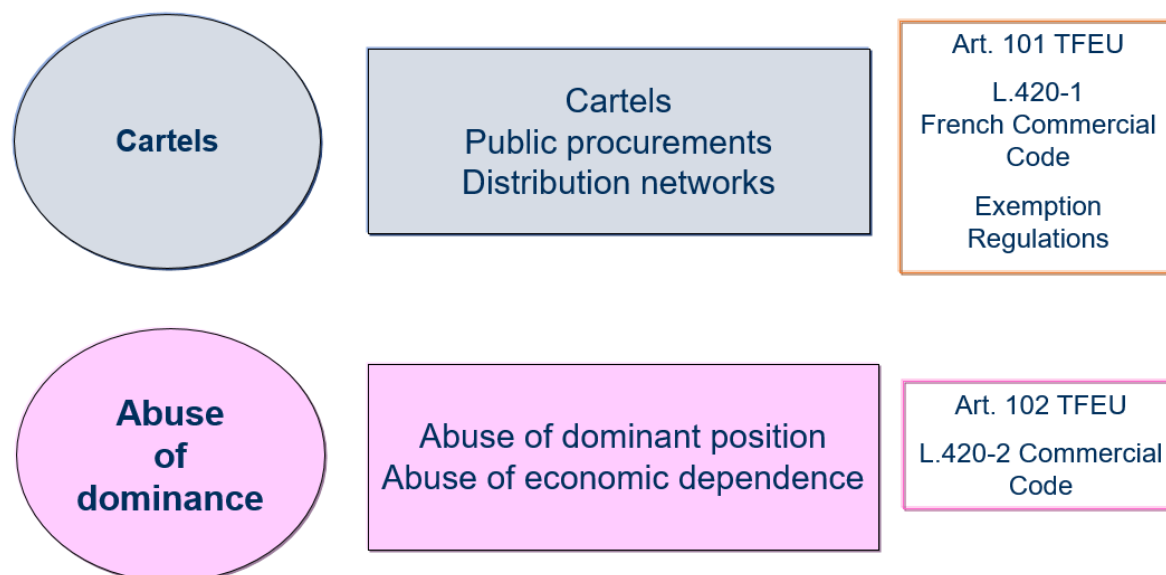 Cartels
Cartels
Public procurements
Distribution networks
Art. 101 TFEU
L.420-1
French Commercial
Code
Exemption
Regulations
Abuse
of
dominance
Abuse of dominant position
Abuse of economic dependence
Art. 102 TFEU
L.420-2 Commercial
Code